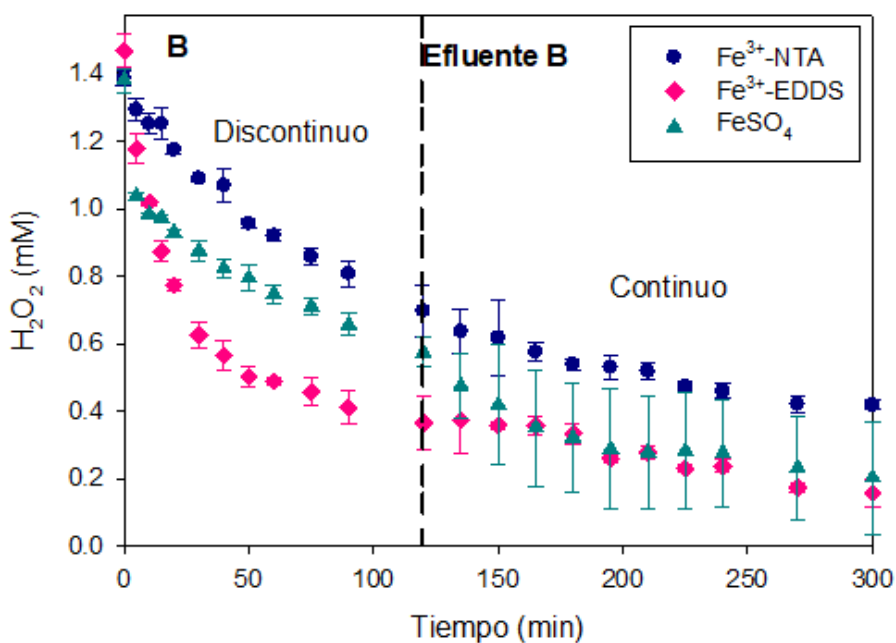 B
Efluente B
Fe³⁺-NTA
Fe³⁺-EDDS
FeSO₄
Discontinuo
Continuo
H₂O₂ (mM)
1.4
1.2
1.0
0.8
0.6
0.4
0.2
0.0
0 50 100 150 200 250 300
Tiempo (min)